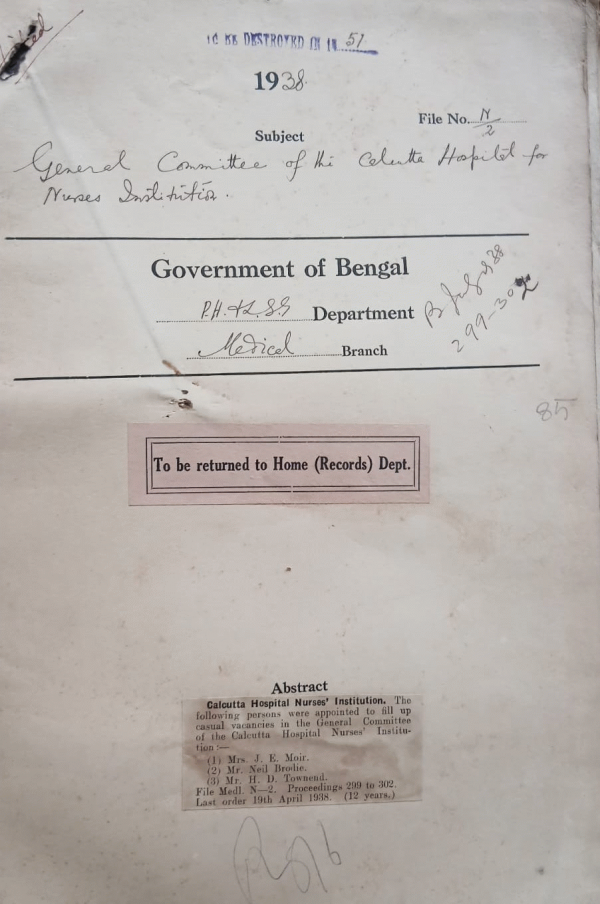 TO BE DESTROYED IN 19 51
1938
File No. N/2
Subject
General Committee of the Calcutta Hospital for
Nurses Institution.
Government of Bengal
P.H. & L.S.G Department
Medical Branch
B July 938
299-302
85
To be returned to Home (Records) Dept.
Abstract
Calcutta Hospital Nurses' Institution. The
following persons were appointed to fill up
casual vacancies in the General Committee
of the Calcutta Hospital Nurses' Institu-
tion :—
(1) Mrs. J. E. Moir.
(2) Mr. Neil Brodie.
(3) Mr. H. D. Townend.
File Medl. N—2. Proceedings 299 to 302.
Last order 19th April 1938. (12 years.)